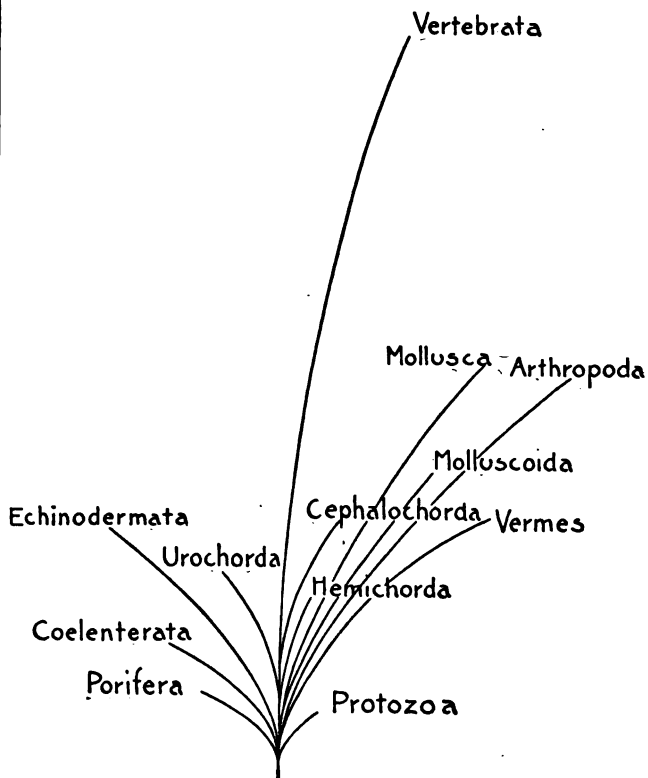 Vertebrata
Mollusca
Arthropoda
Molluscoida
Cephalochorda
Echinodermata
Vermes
Urochorda
Hemichorda
Coelenterata
Porifera
Protozoa